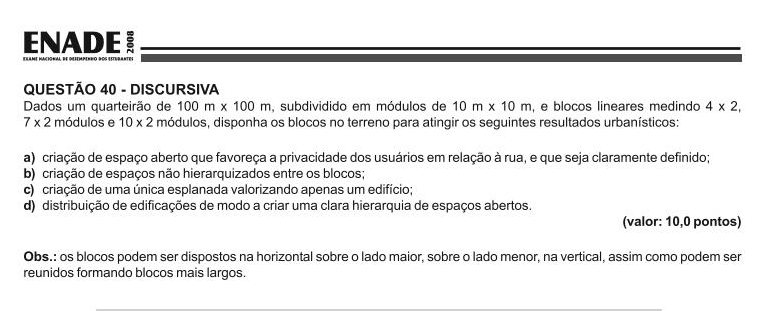 ENADE 2008
EXAME NACIONAL DE DESEMPENHO DOS ESTUDANTES
QUESTÃO 40 - DISCURSIVA
Dados um quarteirão de 100 m x 100 m, subdividido em módulos de 10 m x 10 m, e blocos lineares medindo 4 x 2,
7 x 2 módulos e 10 x 2 módulos, disponha os blocos no terreno para atingir os seguintes resultados urbanísticos:
a) criação de espaço aberto que favoreça a privacidade dos usuários em relação à rua, e que seja claramente definido;
b) criação de espaços não hierarquizados entre os blocos;
c) criação de uma única esplanada valorizando apenas um edifício;
d) distribuição de edificações de modo a criar uma clara hierarquia de espaços abertos.
(valor: 10,0 pontos)
Obs.: os blocos podem ser dispostos na horizontal sobre o lado maior, sobre o lado menor, na vertical, assim como podem ser
reunidos formando blocos mais largos.